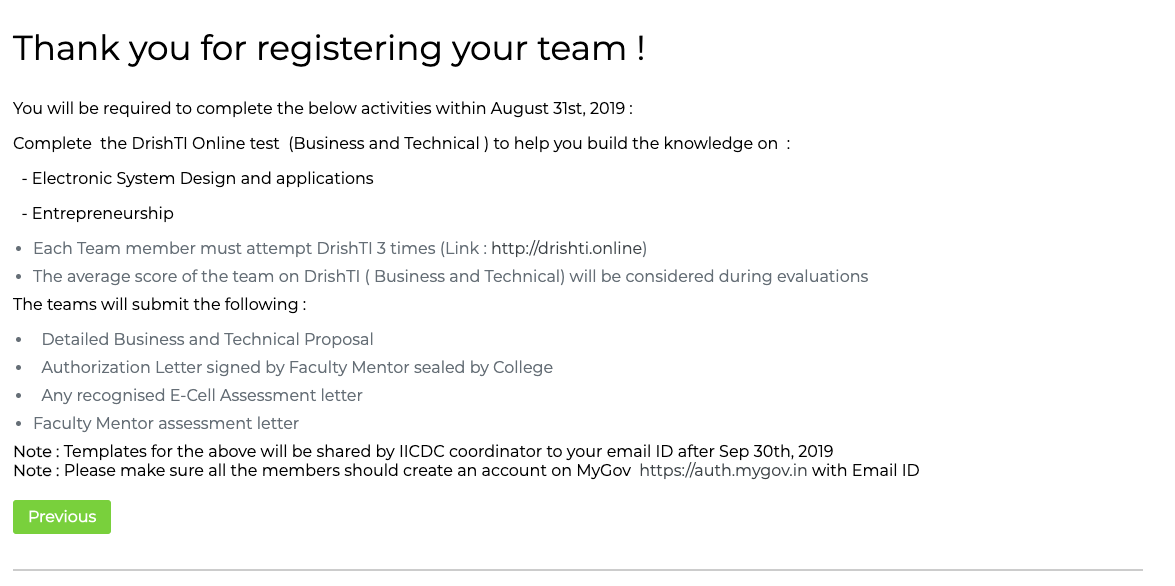 Thank you for registering your team !
You will be required to complete the below activities within August 31st, 2019 :
Complete  the DrishTI Online test  (Business and Technical ) to help you build the knowledge on  :
- Electronic System Design and applications
- Entrepreneurship
• Each Team member must attempt DrishTI 3 times (Link : http://drishti.online)
• The average score of the team on DrishTI ( Business and Technical) will be considered during evaluations
The teams will submit the following :
• Detailed Business and Technical Proposal
• Authorization Letter signed by Faculty Mentor sealed by College
• Any recognised E-Cell Assessment letter
• Faculty Mentor assessment letter
Note : Templates for the above will be shared by IICDC coordinator to your email ID after Sep 30th, 2019
Note : Please make sure all the members should create an account on MyGov  https://auth.mygov.in with Email ID
Previous